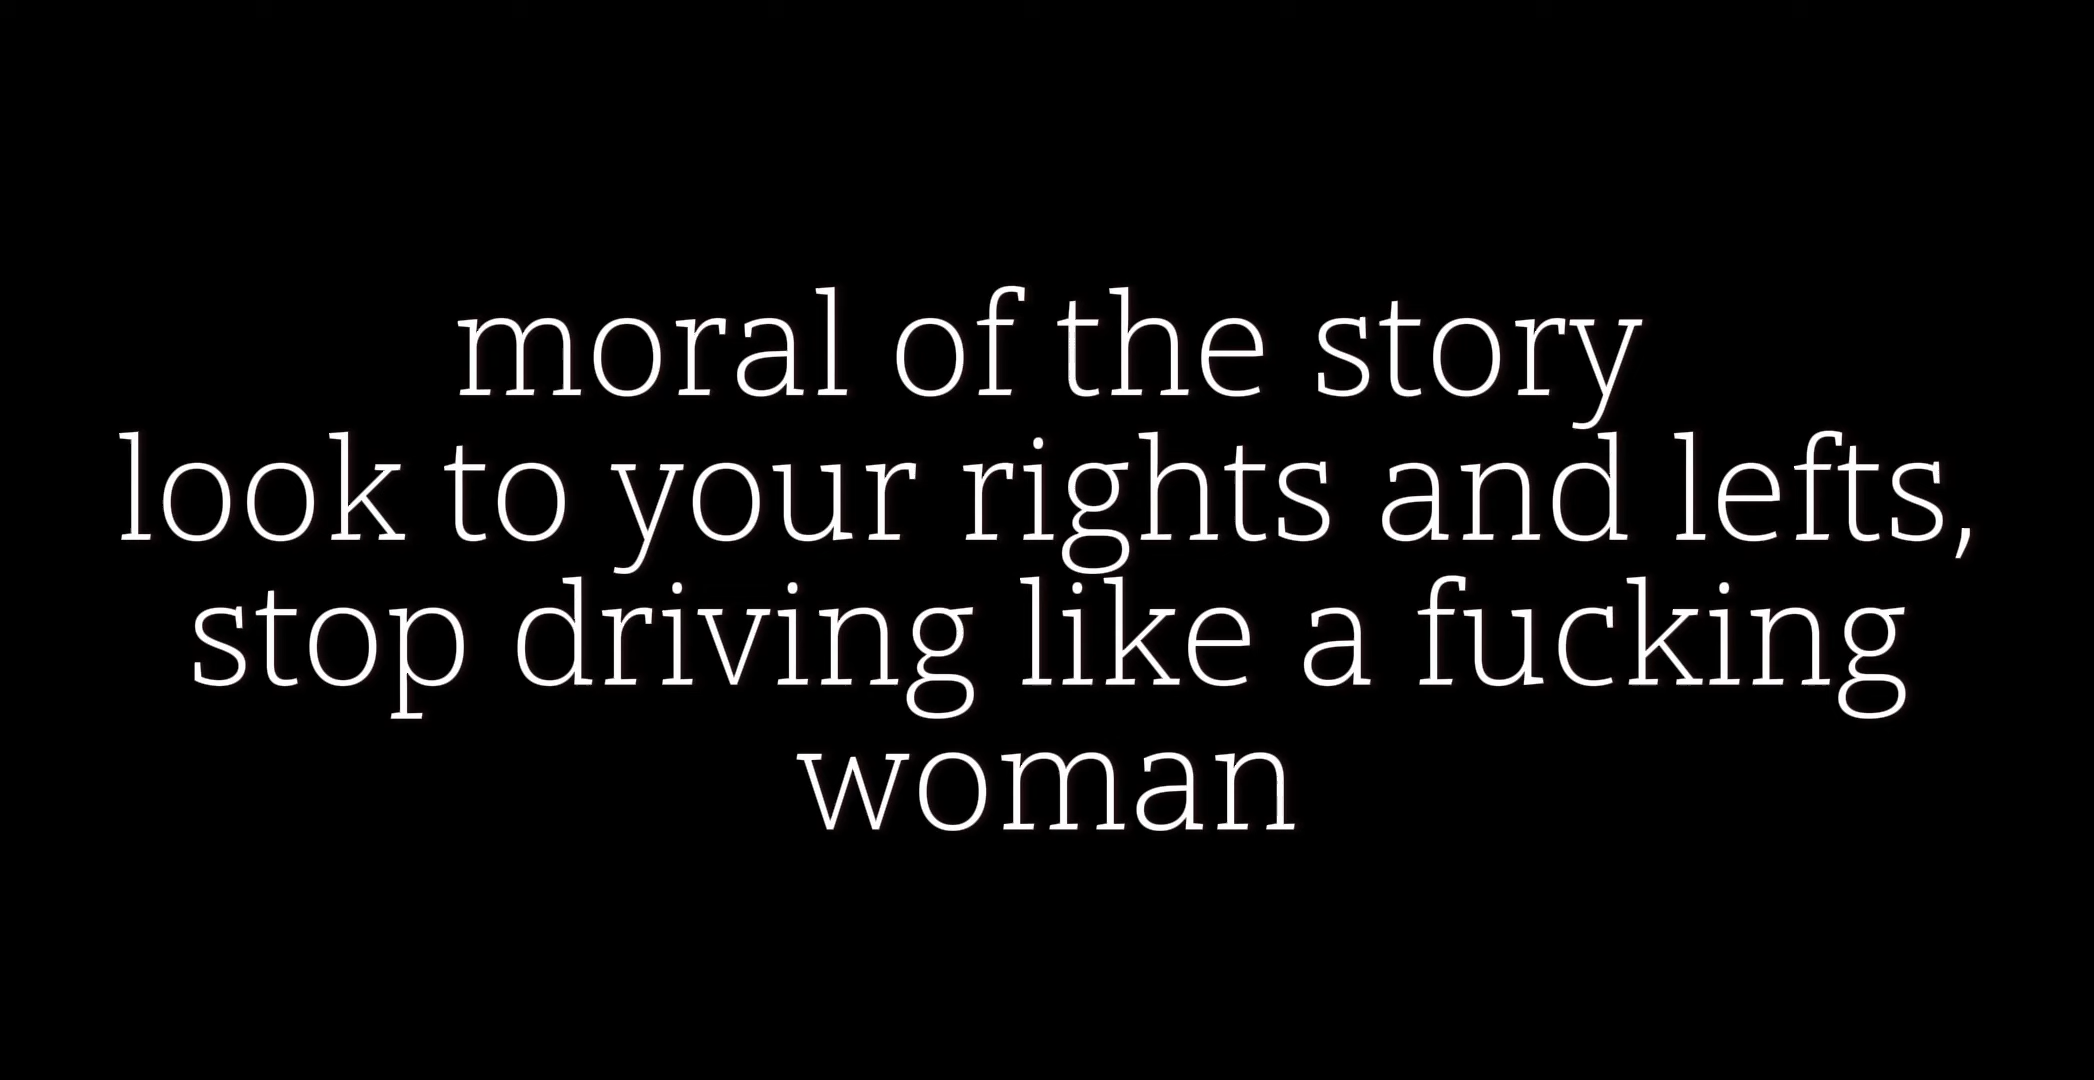 moral of the story
look to your rights and lefts,
stop driving like a fucking
woman